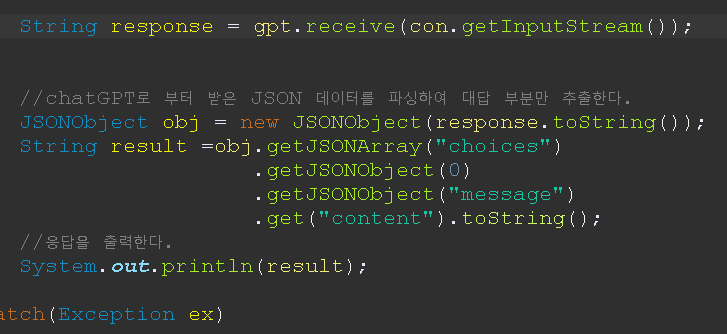 String response = gpt.receive(con.getInputStream());
//chatGPT로 부터 받은 JSON 데이터를 파싱하여 대답 부분만 추출한다.
JSONObject obj = new JSONObject(response.toString());
String result =obj.getJSONArray("choices")
.getJSONObject(0)
.getJSONObject("message")
.get("content").toString();
//응답을 출력한다.
System.out.println(result);
atch(Exception ex)